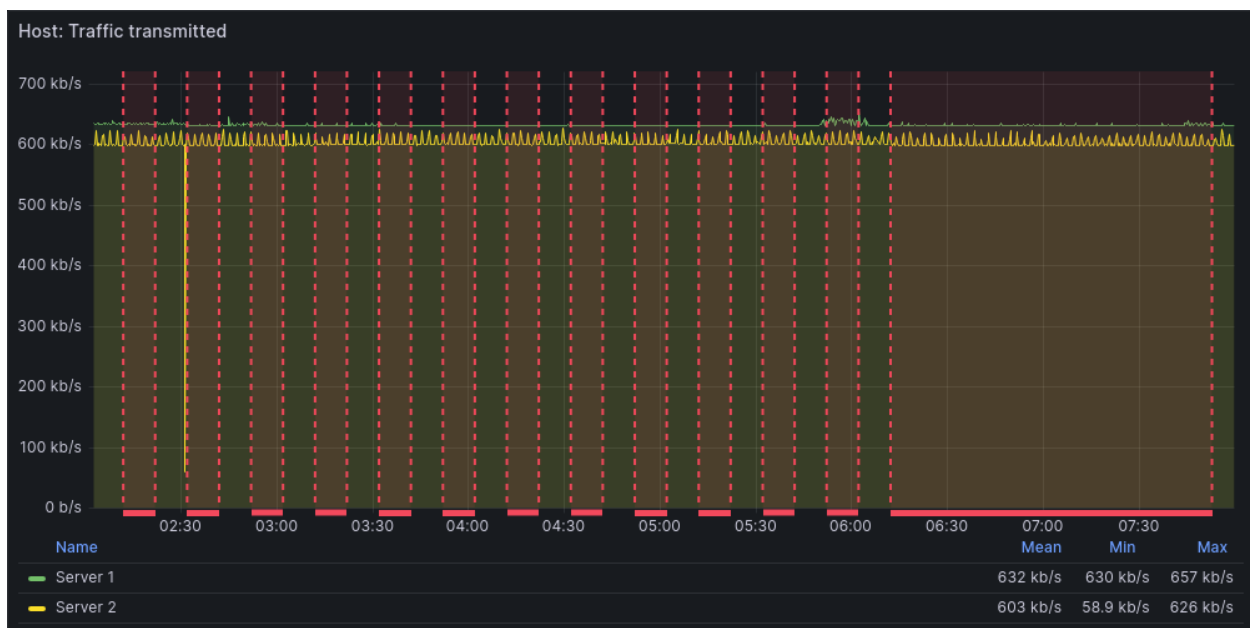 Host: Traffic transmitted
700 kb/s
600 kb/s
500 kb/s
400 kb/s
300 kb/s
200 kb/s
100 kb/s
0 b/s
02:30 03:00 03:30 04:00 04:30 05:00 05:30 06:00 06:30 07:00 07:30
Name Mean Min Max
Server 1 632 kb/s 630 kb/s 657 kb/s
Server 2 603 kb/s 58.9 kb/s 626 kb/s